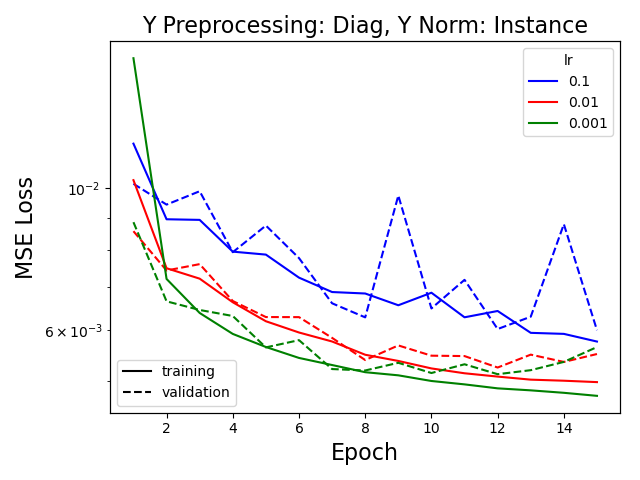 Y Preprocessing: Diag, Y Norm: Instance
MSE Loss
10⁻²
6 × 10⁻³
lr
0.1
0.01
0.001
training
validation
2 4 6 8 10 12 14
Epoch